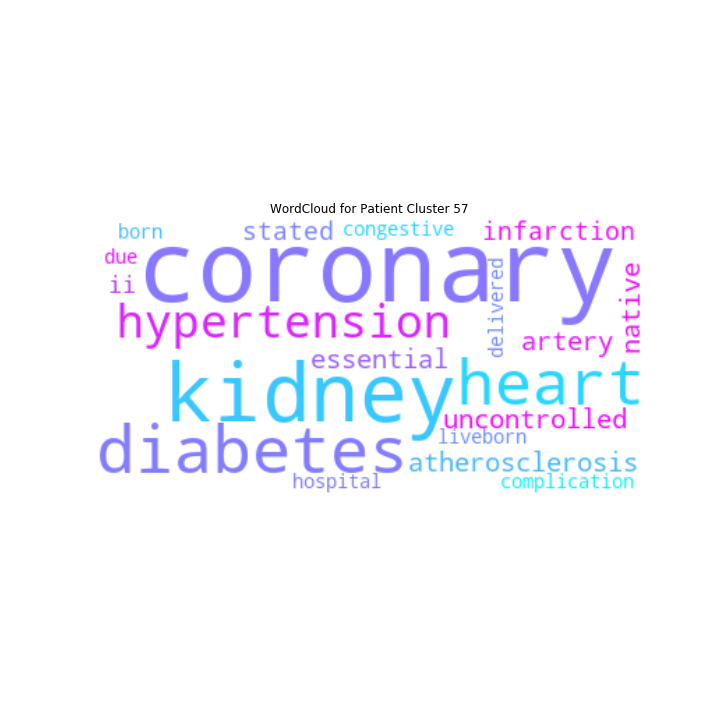 WordCloud for Patient Cluster 57
born
stated
congestive
infarction
due
coronary
ii
delivered
native
hypertension
artery
essential
kidney
heart
uncontrolled
diabetes
liveborn
atherosclerosis
hospital
complication